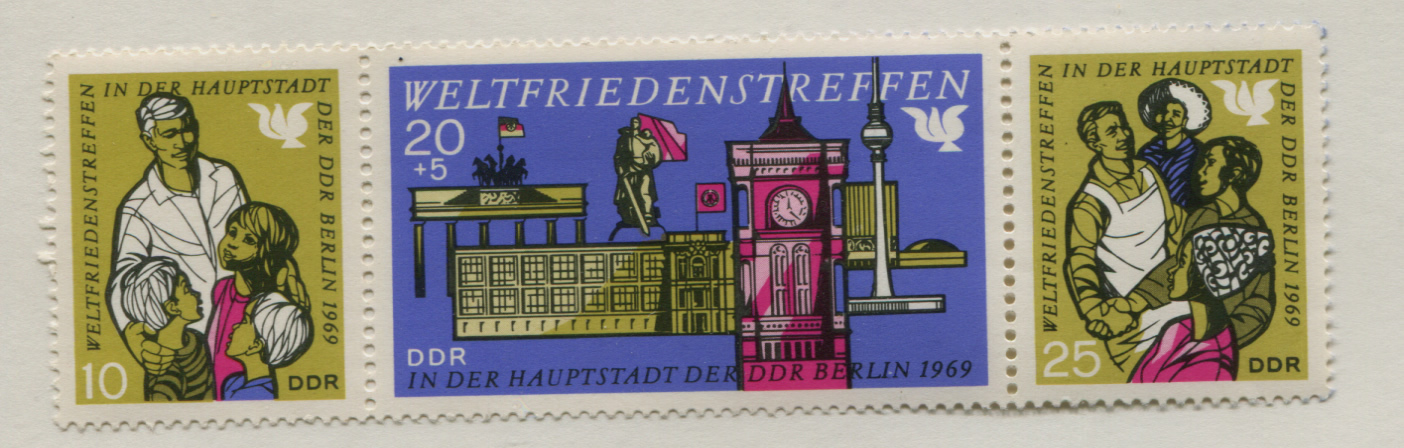 WELTFRIEDENSTREFFEN
IN DER HAUPTSTADT
DER DDR BERLIN 1969
10
DDR
WELTFRIEDENSTREFFEN
20
+5
DDR
IN DER HAUPTSTADT DER DDR BERLIN 1969
WELTFRIEDENSTREFFEN
IN DER HAUPTSTADT
DER DDR BERLIN 1969
25
DDR